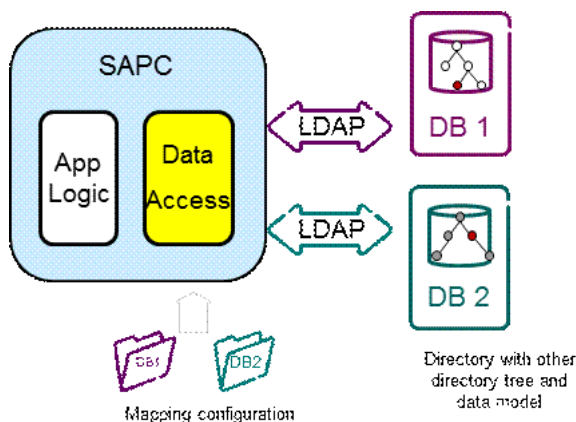 SAPC
App
Logic
Data
Access
LDAP
DB 1
LDAP
DB 2
DB1
DB2
Mapping configuration
Directory with other
directory tree and
data model